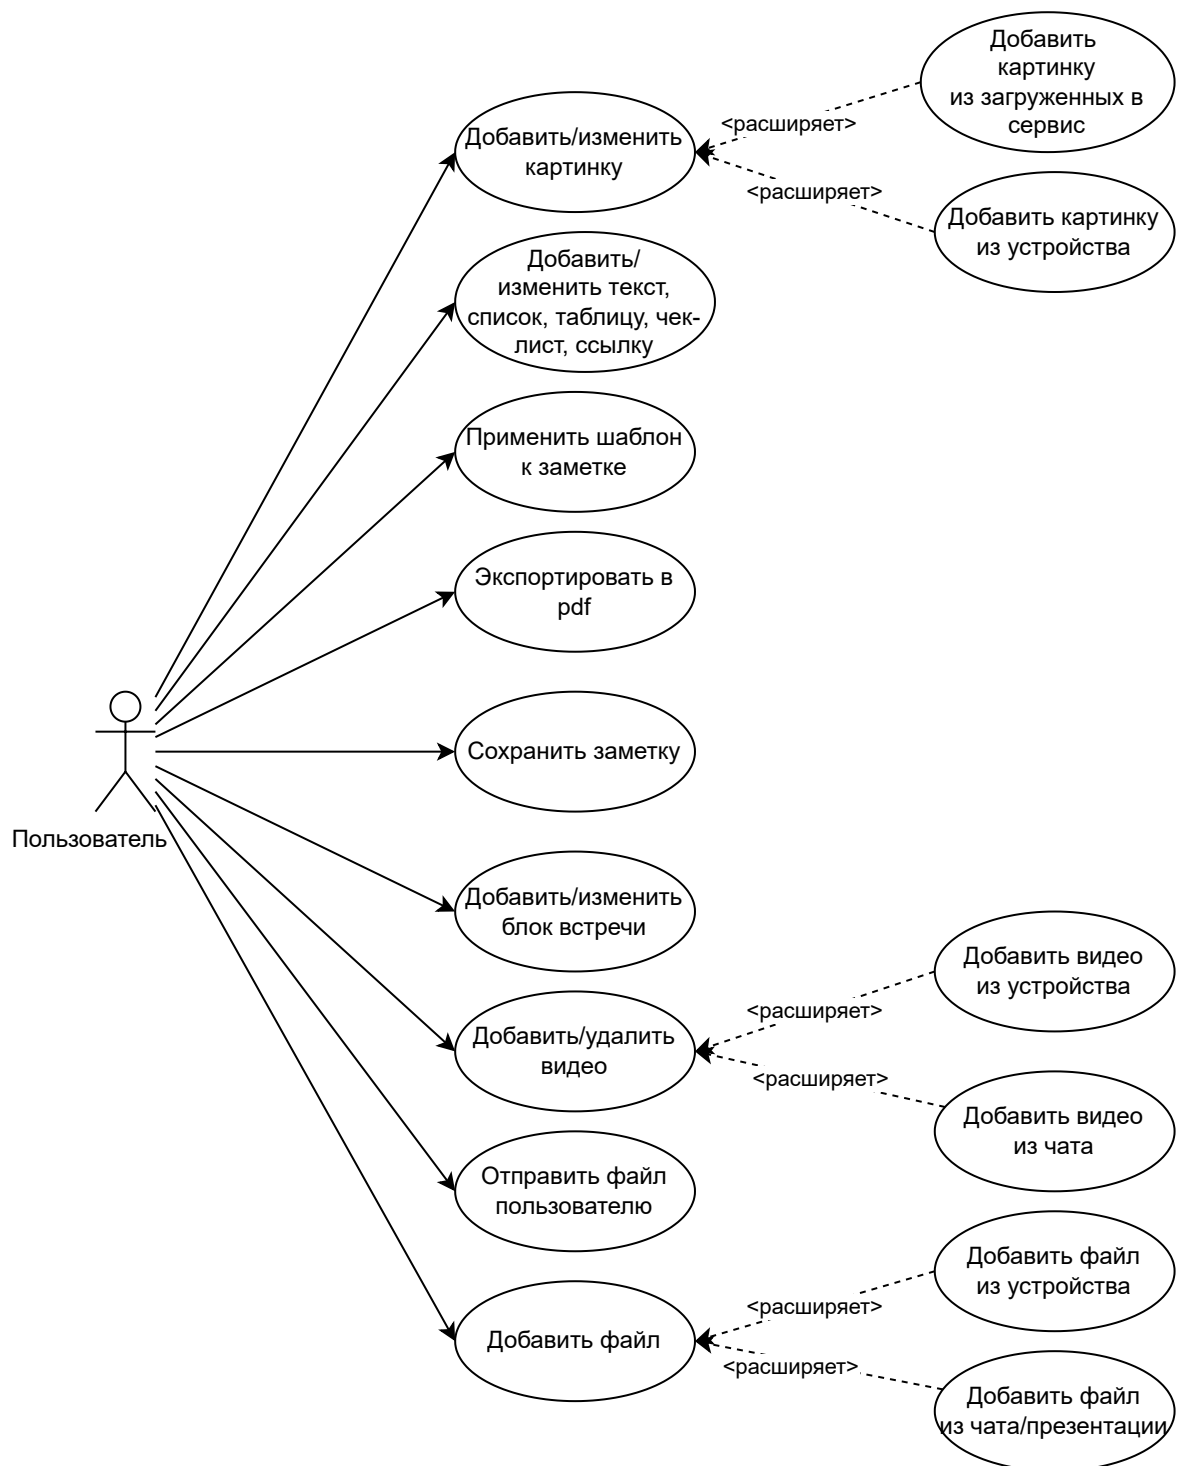 Добавить
картинку
из загруженных в
сервис
Добавить/изменить
картинку
<расширяет>
<расширяет>
Добавить картинку
из устройства
Добавить/
изменить текст,
список, таблицу, чек-
лист, ссылку
Применить шаблон
к заметке
Экспортировать в
pdf
Сохранить заметку
Пользователь
Добавить/изменить
блок встречи
Добавить видео
из устройства
<расширяет>
Добавить/удалить
видео
<расширяет>
Добавить видео
из чата
Отправить файл
пользователю
Добавить файл
из устройства
<расширяет>
Добавить файл
<расширяет>
Добавить файл
из чата/презентации